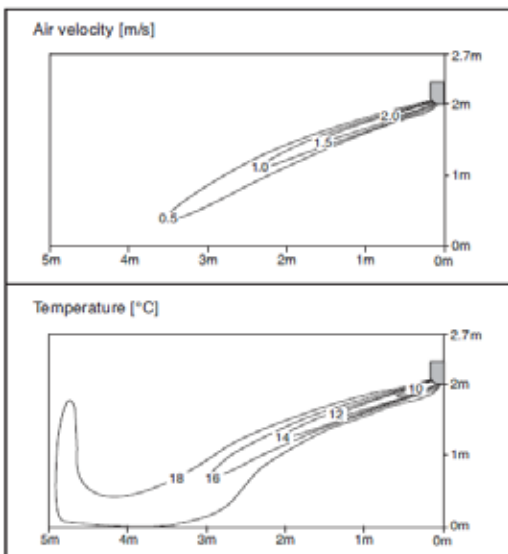 Air velocity [m/s]
2.7m
2m
2.0
1.5
1.0
1m
0.5
0m
5m 4m 3m 2m 1m 0m
Temperature [°C]
2.7m
2m
10
12
14
18 16
1m
0m
5m 4m 3m 2m 1m 0m